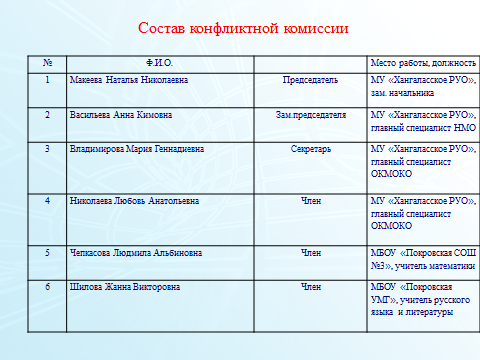 Состав конфликтной комиссии
№ Ф.И.О. Место работы, должность
1 Макеева Наталья Николаевна Председатель МУ «Хангаласское РУО»,
зам. начальника
2 Васильева Анна Кимовна Зам.председателя МУ «Хангаласское РУО»,
главный специалист НМО
3 Владимирова Мария Геннадиевна Секретарь МУ «Хангаласское РУО»,
главный специалист
ОКМОКО
4 Николаева Любовь Анатольевна Член МУ «Хангаласское РУО»,
главный специалист
ОКМОКО
5 Чепкасова Людмила Альбиновна Член МБОУ «Покровская СОШ
№3», учитель математики
6 Шилова Жанна Викторовна Член МБОУ «Покровская
УМГ», учитель русского
языка и литературы